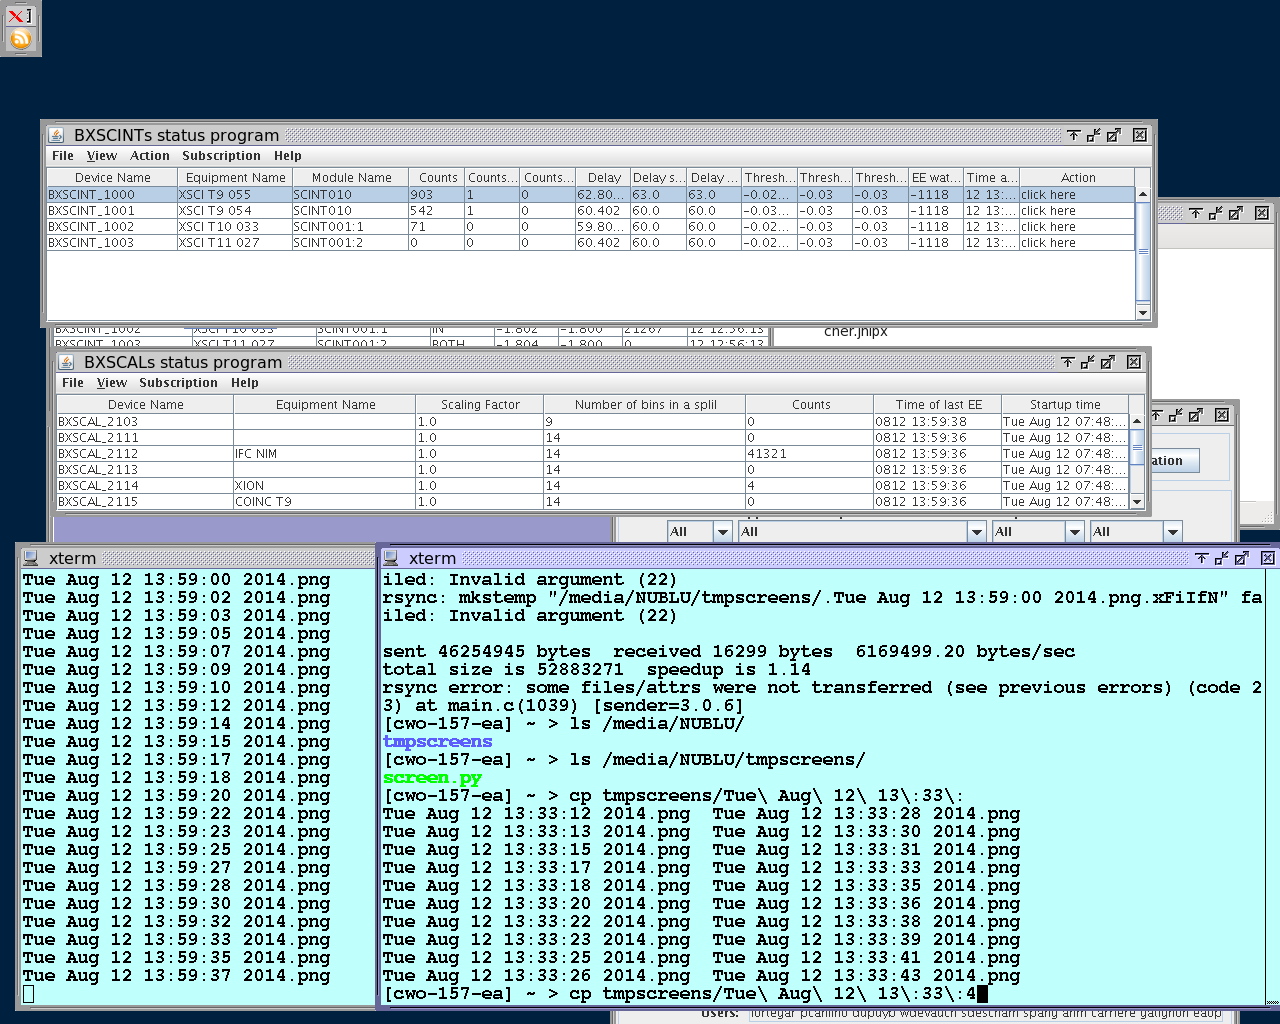 BXSCINTs status program
File View Action Subscription Help
Device Name Equipment Name Module Name Counts Counts... Counts... Delay Delay s... Delay ... Thresh... Thresh... Thresh... EE wat... Time a... Action
BXSCINT_1000 XSCI T9 055 SCINT010 903 1 0 62.80... 63.0 63.0 -0.02... -0.03 -0.03 -1118 12 13:... click here
BXSCINT_1001 XSCI T9 054 SCINT010 542 1 0 60.402 60.0 60.0 -0.03 -0.03 -0.03 -1118 12 13:... click here
BXSCINT_1002 XSCI T10 033 SCINT001:1 71 0 0 59.80... 60.0 60.0 -0.02... -0.03 -0.03 -1118 12 13:... click here
BXSCINT_1003 XSCI T11 027 SCINT001:2 0 0 0 60.402 60.0 60.0 -0.02... -0.03 -0.03 -1118 12 13:... click here
BXSCINT_1002 XSCI T10 033 SCINT001:1 IN -1.802 -1.800 21267 12 12:56:13
cher.jnlpx
BXSCINT_1003 XSCI T11 027 SCINT001:2 BOTH -1.804 -1.800 0 12 12:56:13
BXSCALs status program
File View Subscription Help
Device Name Equipment Name Scaling Factor Number of bins in a splil Counts Time of last EE Startup time
BXSCAL_2103 1.0 9 0 0812 13:59:38 Tue Aug 12 07:48:...
BXSCAL_2111 1.0 14 0 0812 13:59:36 Tue Aug 12 07:48:...
BXSCAL_2112 IFC NIM 1.0 14 41321 0812 13:59:36 Tue Aug 12 07:48:...
BXSCAL_2113 1.0 14 0 0812 13:59:36 Tue Aug 12 07:48:...
BXSCAL_2114 XION 1.0 14 4 0812 13:59:36 Tue Aug 12 07:48:...
BXSCAL_2115 COINC T9 1.0 14 0 0812 13:59:36 Tue Aug 12 07:48:...
ation
All All All All
xterm
Tue Aug 12 13:59:00 2014.png
Tue Aug 12 13:59:02 2014.png
Tue Aug 12 13:59:03 2014.png
Tue Aug 12 13:59:05 2014.png
Tue Aug 12 13:59:07 2014.png
Tue Aug 12 13:59:09 2014.png
Tue Aug 12 13:59:10 2014.png
Tue Aug 12 13:59:12 2014.png
Tue Aug 12 13:59:14 2014.png
Tue Aug 12 13:59:15 2014.png
Tue Aug 12 13:59:17 2014.png
Tue Aug 12 13:59:18 2014.png
Tue Aug 12 13:59:20 2014.png
Tue Aug 12 13:59:22 2014.png
Tue Aug 12 13:59:23 2014.png
Tue Aug 12 13:59:25 2014.png
Tue Aug 12 13:59:27 2014.png
Tue Aug 12 13:59:28 2014.png
Tue Aug 12 13:59:30 2014.png
Tue Aug 12 13:59:32 2014.png
Tue Aug 12 13:59:33 2014.png
Tue Aug 12 13:59:35 2014.png
Tue Aug 12 13:59:37 2014.png
xterm
iled: Invalid argument (22)
rsync: mkstemp "/media/NUBLU/tmpscreens/.Tue Aug 12 13:59:00 2014.png.xFiIfN" fa
iled: Invalid argument (22)
sent 46254945 bytes  received 16299 bytes  6169499.20 bytes/sec
total size is 52883271  speedup is 1.14
rsync error: some files/attrs were not transferred (see previous errors) (code 2
3) at main.c(1039) [sender=3.0.6]
[cwo-157-ea] ~ > ls /media/NUBLU/
tmpscreens
[cwo-157-ea] ~ > ls /media/NUBLU/tmpscreens/
screen.py
[cwo-157-ea] ~ > cp tmpscreens/Tue\ Aug\ 12\ 13\:33\:
Tue Aug 12 13:33:12 2014.png  Tue Aug 12 13:33:28 2014.png
Tue Aug 12 13:33:13 2014.png  Tue Aug 12 13:33:30 2014.png
Tue Aug 12 13:33:15 2014.png  Tue Aug 12 13:33:31 2014.png
Tue Aug 12 13:33:17 2014.png  Tue Aug 12 13:33:33 2014.png
Tue Aug 12 13:33:18 2014.png  Tue Aug 12 13:33:35 2014.png
Tue Aug 12 13:33:20 2014.png  Tue Aug 12 13:33:36 2014.png
Tue Aug 12 13:33:22 2014.png  Tue Aug 12 13:33:38 2014.png
Tue Aug 12 13:33:23 2014.png  Tue Aug 12 13:33:39 2014.png
Tue Aug 12 13:33:25 2014.png  Tue Aug 12 13:33:41 2014.png
Tue Aug 12 13:33:26 2014.png  Tue Aug 12 13:33:43 2014.png
[cwo-157-ea] ~ > cp tmpscreens/Tue\ Aug\ 12\ 13\:33\:4
Users: